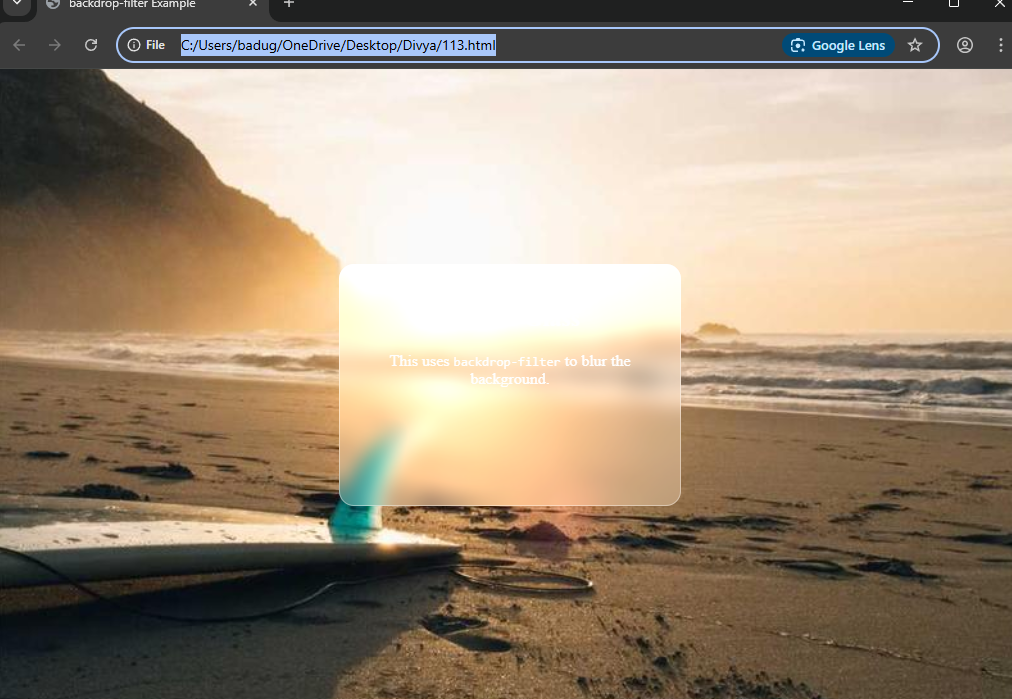 backdrop-filter Example
File
C:/Users/badug/OneDrive/Desktop/Divya/113.html
Google Lens
This uses backdrop-filter to blur the
background.